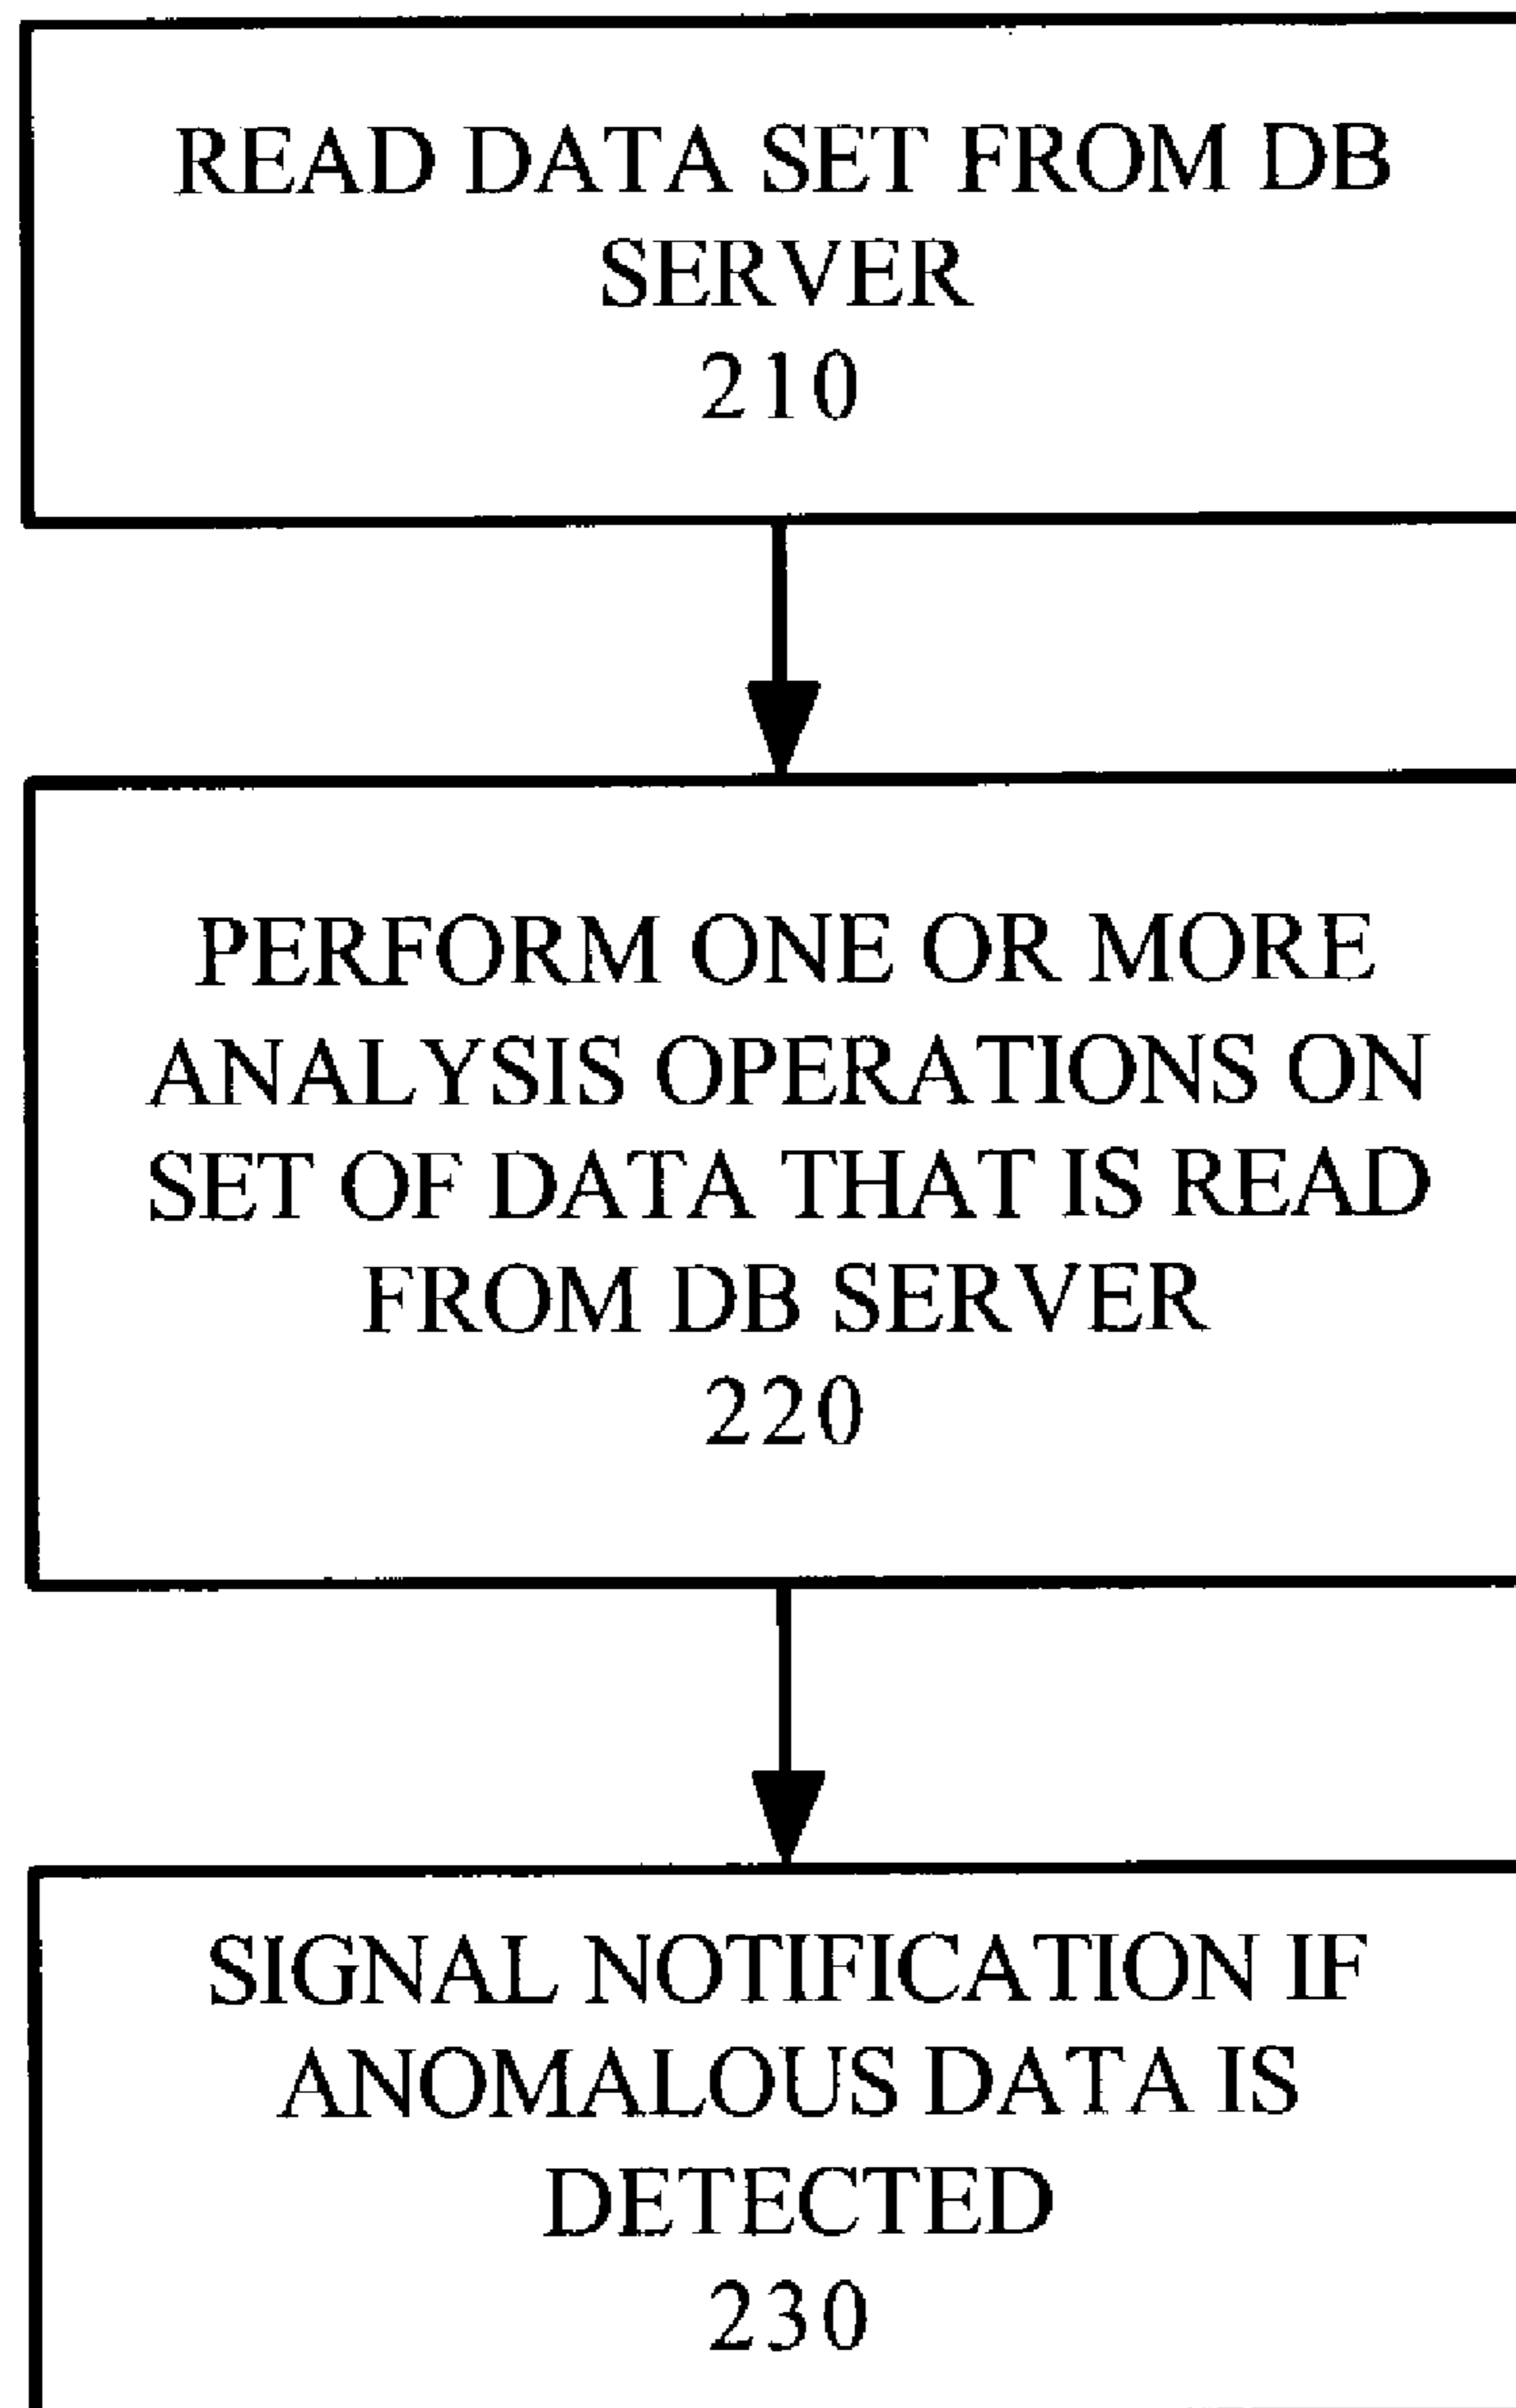 READ DATA SET FROM DB
SERVER
210
PERFORM ONE OR MORE
ANALYSIS OPERATIONS ON
SET OF DATA THAT IS READ
FROM DB SERVER
220
SIGNAL NOTIFICATION IF
ANOMALOUS DATA IS
DETECTED
230